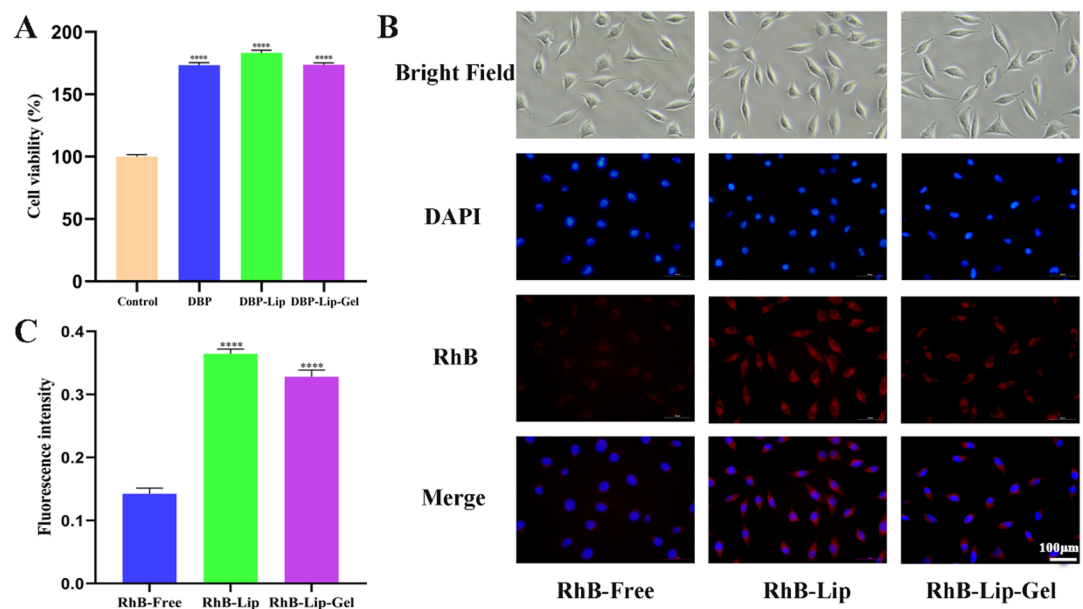 A
Cell viability (%)
200
150
100
50
0
****
****
****
Control DBP DBP-Lip DBP-Lip-Gel
C
Fluorescence intensity
0.4
0.3
0.2
0.1
0.0
****
****
RhB-Free RhB-Lip RhB-Lip-Gel
B
Bright Field
DAPI
RhB
Merge
100μm
RhB-Free RhB-Lip RhB-Lip-Gel